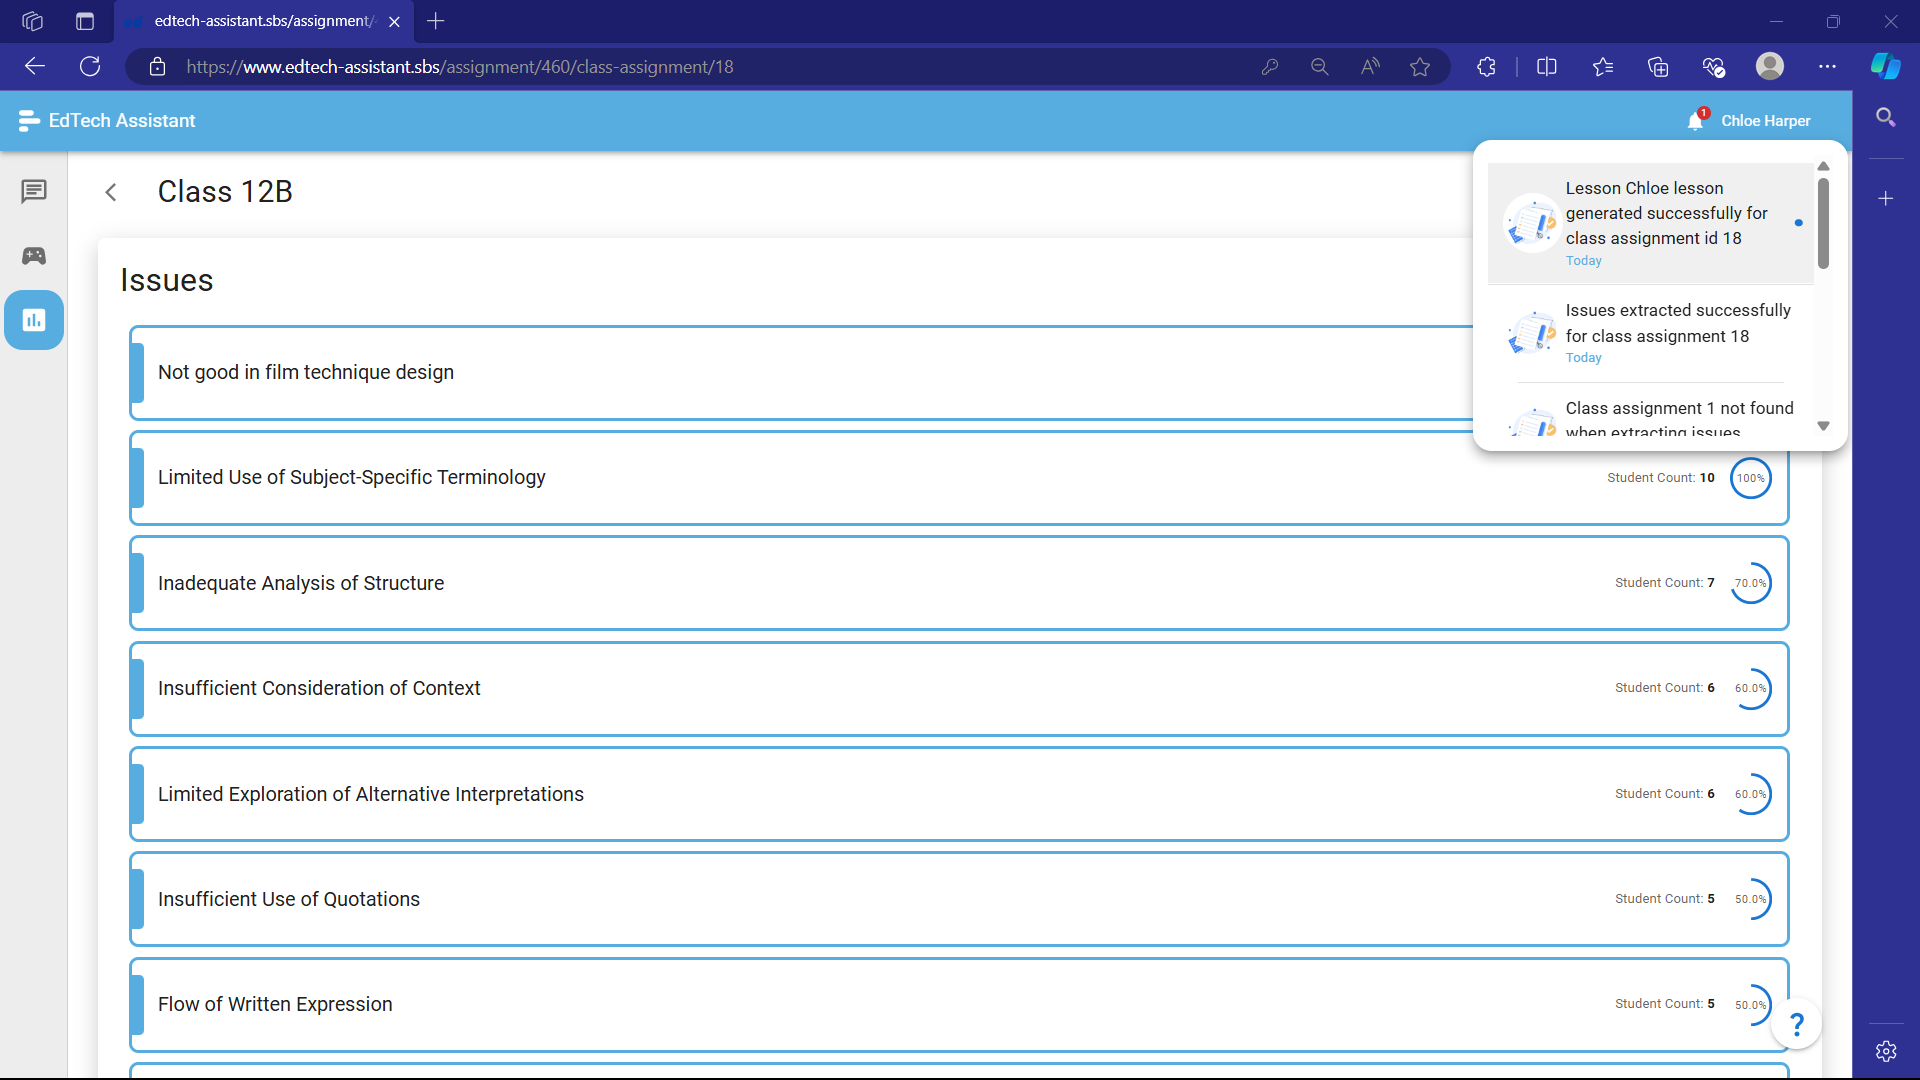 edtech-assistant.sbs/assignment/
https://www.edtech-assistant.sbs/assignment/460/class-assignment/18
EdTech Assistant
1
Chloe Harper
Class 12B
Lesson Chloe lesson
generated successfully for
class assignment id 18
Today
Issues extracted successfully
for class assignment 18
Today
Class assignment 1 not found
when extracting issues
Issues
Not good in film technique design
Limited Use of Subject-Specific Terminology
Student Count: 10
100%
Inadequate Analysis of Structure
Student Count: 7
70.0%
Insufficient Consideration of Context
Student Count: 6
60.0%
Limited Exploration of Alternative Interpretations
Student Count: 6
60.0%
Insufficient Use of Quotations
Student Count: 5
50.0%
Flow of Written Expression
Student Count: 5
50.0%
?